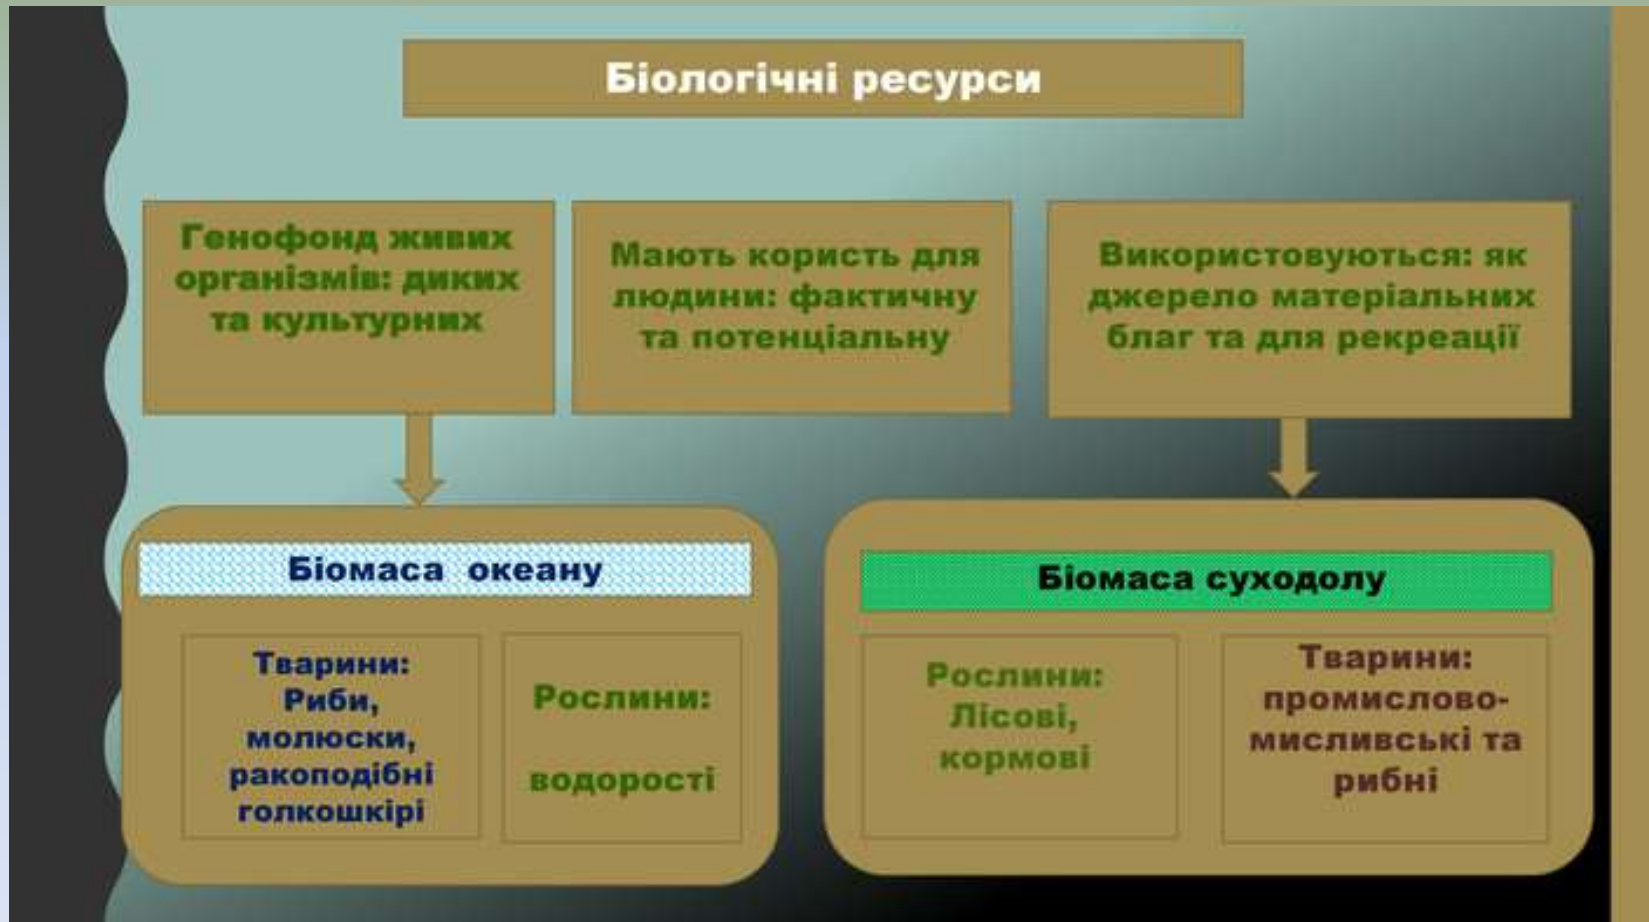 Біологічні ресурси
Генофонд живих
організмів: диких
та культурних
Мають користь для
людини: фактичну
та потенціальну
Використовуються: як
джерело матеріальних
благ та для рекреації
Біомаса океану
Тварини:
Риби,
молюски,
ракоподібні
голкошкірі
Рослини:
водорості
Біомаса суходолу
Рослини:
Лісові,
кормові
Тварини:
промислово-
мисливські та
рибні